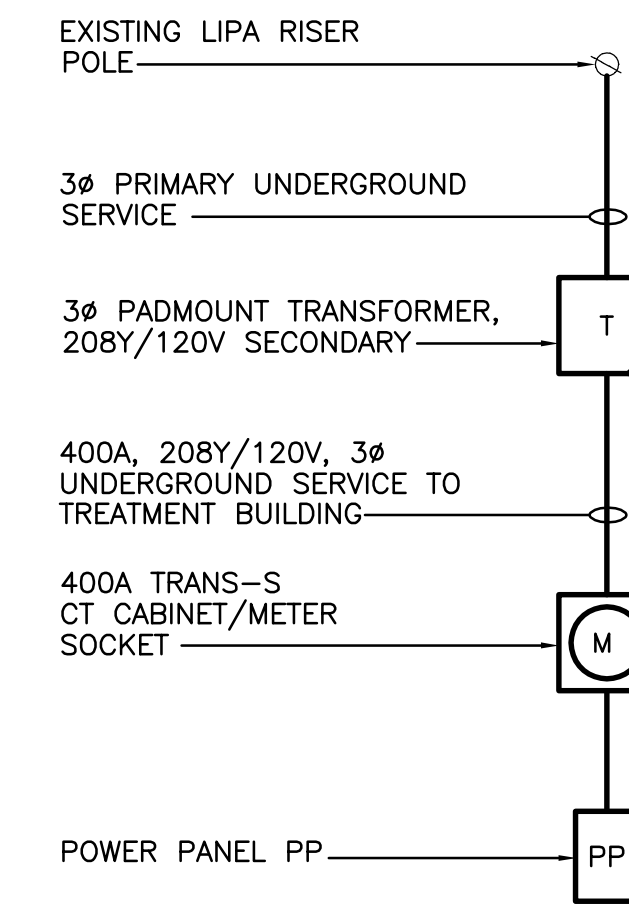 EXISTING LIPA RISER
POLE
3ø PRIMARY UNDERGROUND
SERVICE
3ø PADMOUNT TRANSFORMER,
208Y/120V SECONDARY
T
400A, 208Y/120V, 3ø
UNDERGROUND SERVICE TO
TREATMENT BUILDING
400A TRANS-S
CT CABINET/METER
SOCKET
M
POWER PANEL PP
PP